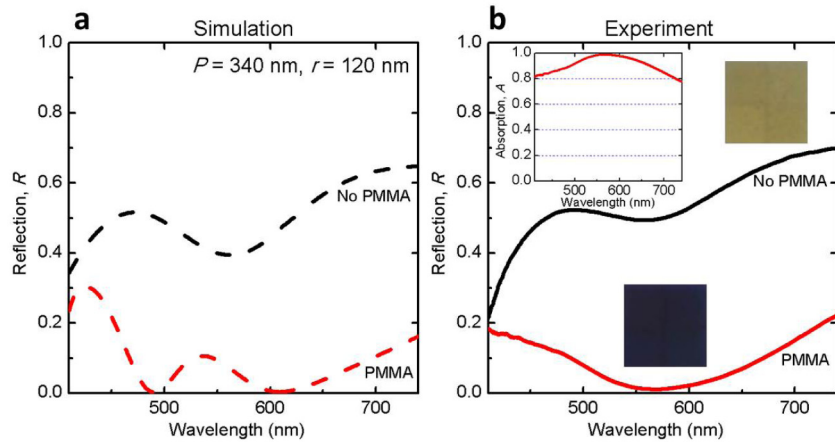 a
Simulation
P = 340 nm, r = 120 nm
Reflection, R
1.0
0.8
0.6
0.4
0.2
0.0
No PMMA
PMMA
500
600
700
Wavelength (nm)
b
Experiment
Reflection, R
1.0
0.8
0.6
0.4
0.2
0.0
Absorption, A
1.0
0.8
0.6
0.4
0.2
0.0
500
600
700
Wavelength (nm)
No PMMA
PMMA
500
600
700
Wavelength (nm)